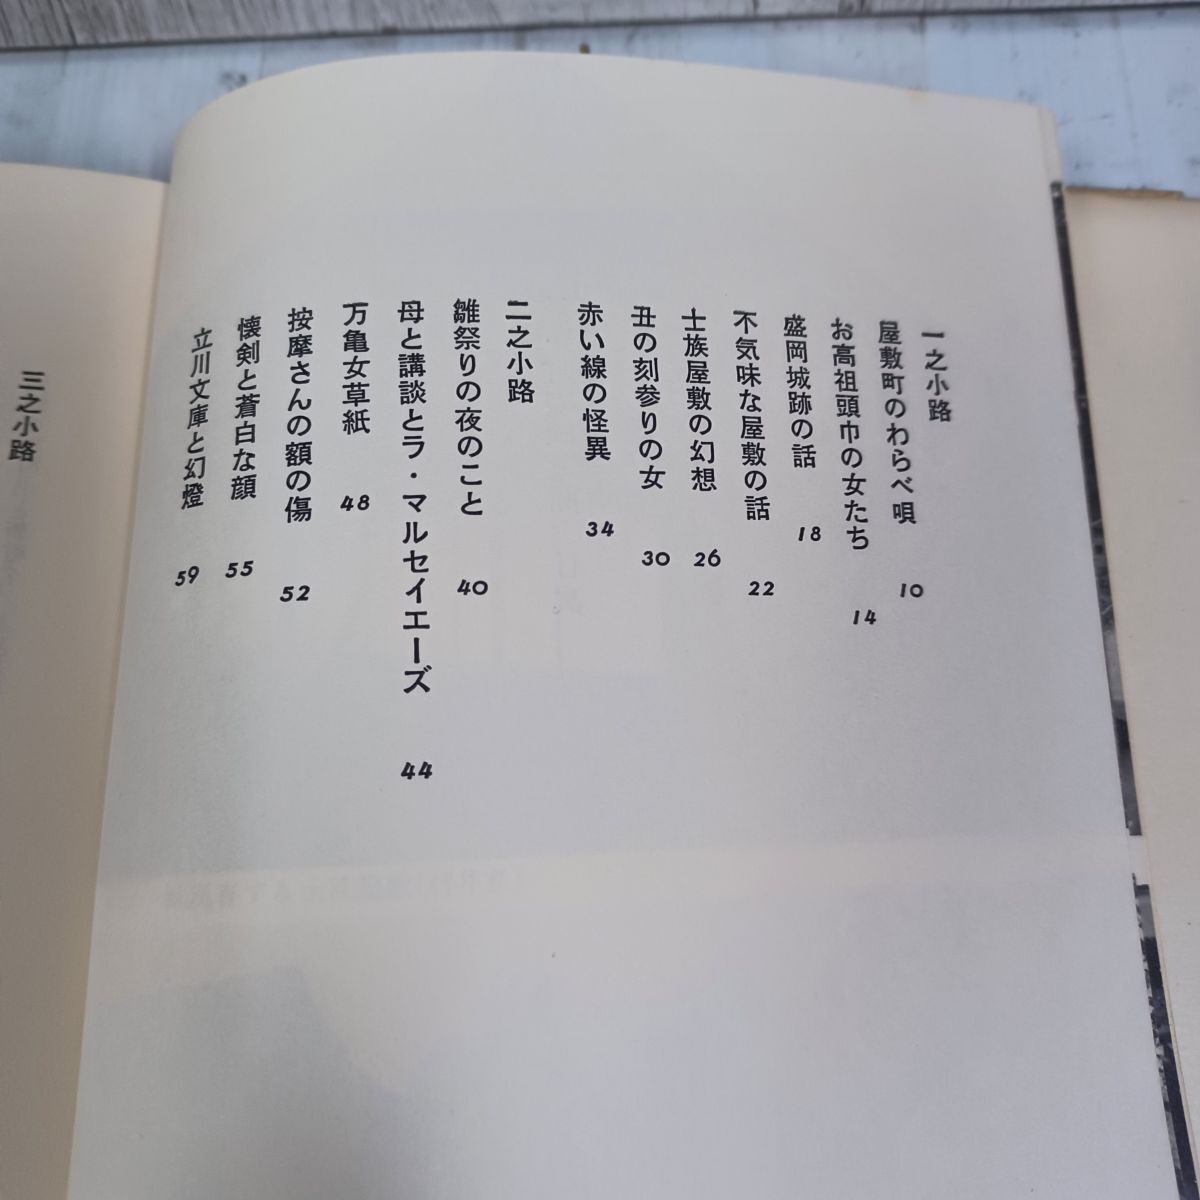 一之小路
屋敷町のわらべ唄 10
お高祖頭巾の女たち 14
盛岡城跡の話 18
不気味な屋敷の話 22
士族屋敷の幻想 26
丑の刻参りの女 30
赤い線の怪異 34
二之小路
雛祭りの夜のこと 40
母と講談とラ・マルセイエーズ 44
万亀女草紙 48
按摩さんの額の傷 52
懐剣と蒼白な顔 55
立川文庫と幻燈 59
三之小路